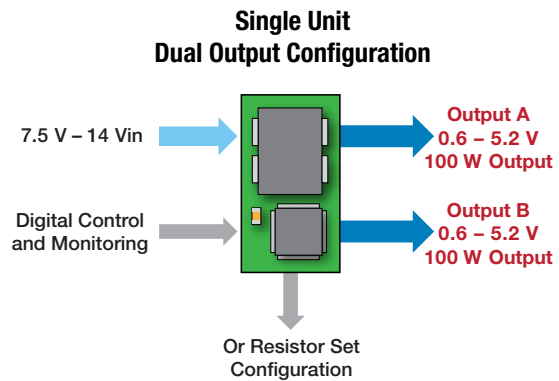 Single Unit
Dual Output Configuration
7.5 V – 14 Vin
Output A
0.6 – 5.2 V
100 W Output
Digital Control
and Monitoring
Output B
0.6 – 5.2 V
100 W Output
Or Resistor Set
Configuration